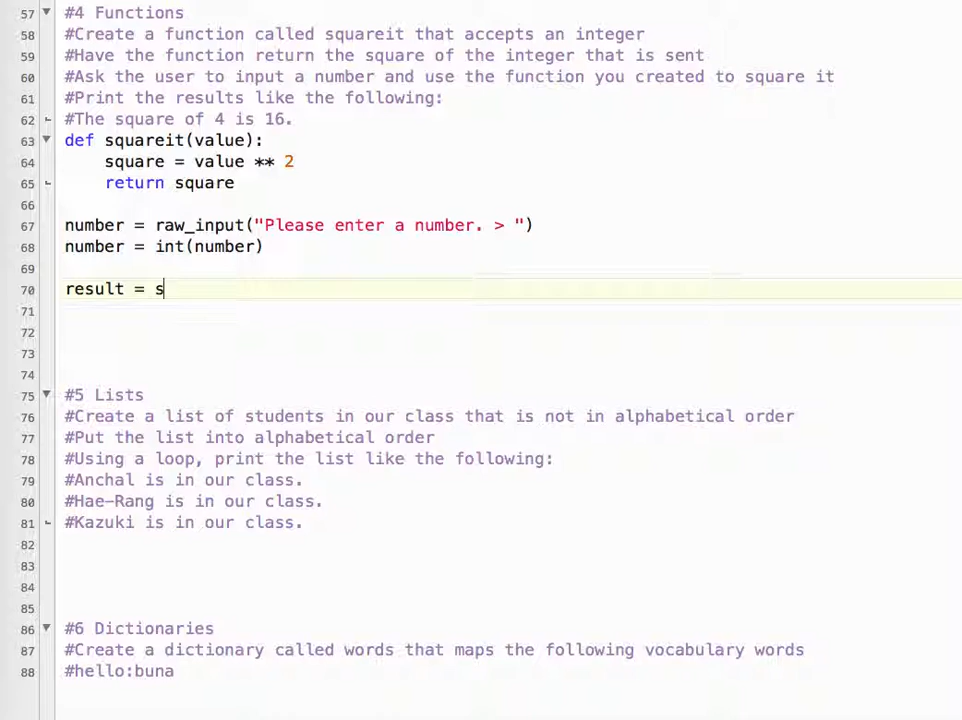 57 #4 Functions
58 #Create a function called squareit that accepts an integer
59 #Have the function return the square of the integer that is sent
60 #Ask the user to input a number and use the function you created to square it
61 #Print the results like the following:
62 #The square of 4 is 16.
63 def squareit(value):
64     square = value ** 2
65     return square
66
67 number = raw_input("Please enter a number. > ")
68 number = int(number)
69
70 result = s
71
72
73
74
75 #5 Lists
76 #Create a list of students in our class that is not in alphabetical order
77 #Put the list into alphabetical order
78 #Using a loop, print the list like the following:
79 #Anchal is in our class.
80 #Hae-Rang is in our class.
81 #Kazuki is in our class.
82
83
84
85
86 #6 Dictionaries
87 #Create a dictionary called words that maps the following vocabulary words
88 #hello:buna